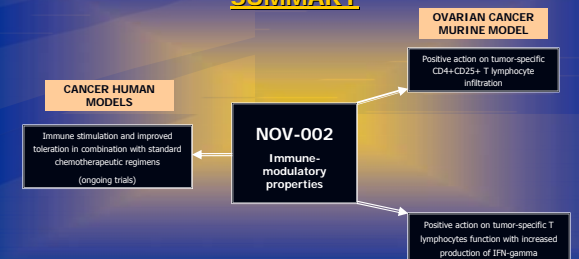 SUMMARY
OVARIAN CANCER
MURINE MODEL
Positive action on tumor-specific
CD4+CD25+ T lymphocyte
infiltration
CANCER HUMAN
MODELS
Immune stimulation and improved
toleration in combination with standard
chemotherapeutic regimens
(ongoing trials)
NOV-002
Immune-
modulatory
properties
Positive action on tumor-specific T
lymphocytes function with increased
production of IFN-gamma